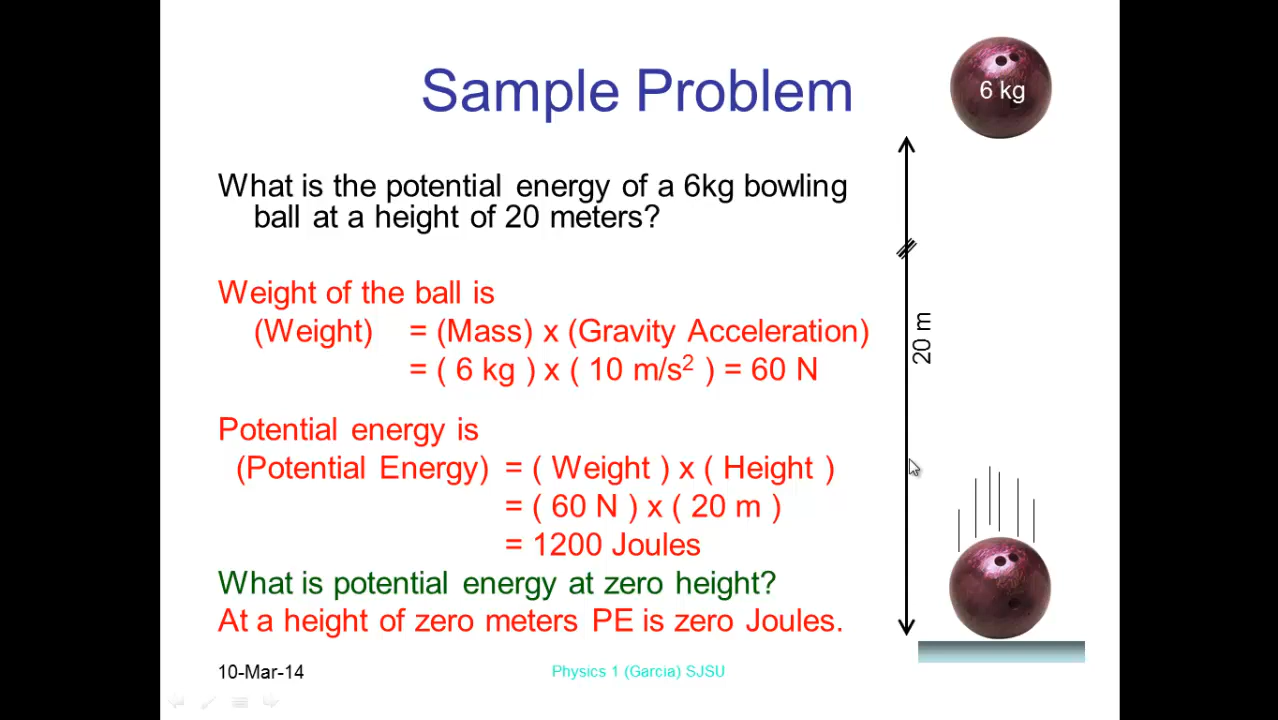 Sample Problem
6 kg
What is the potential energy of a 6kg bowling
ball at a height of 20 meters?
Weight of the ball is
(Weight) = (Mass) x (Gravity Acceleration)
= ( 6 kg ) x ( 10 m/s² ) = 60 N
20 m
Potential energy is
(Potential Energy) = ( Weight ) x ( Height )
= ( 60 N ) x ( 20 m )
= 1200 Joules
What is potential energy at zero height?
At a height of zero meters PE is zero Joules.
10-Mar-14
Physics 1 (Garcia) SJSU